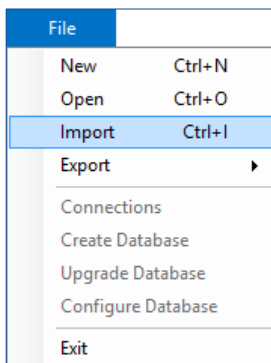 File
New Ctrl+N
Open Ctrl+O
Import Ctrl+I
Export
Connections
Create Database
Upgrade Database
Configure Database
Exit